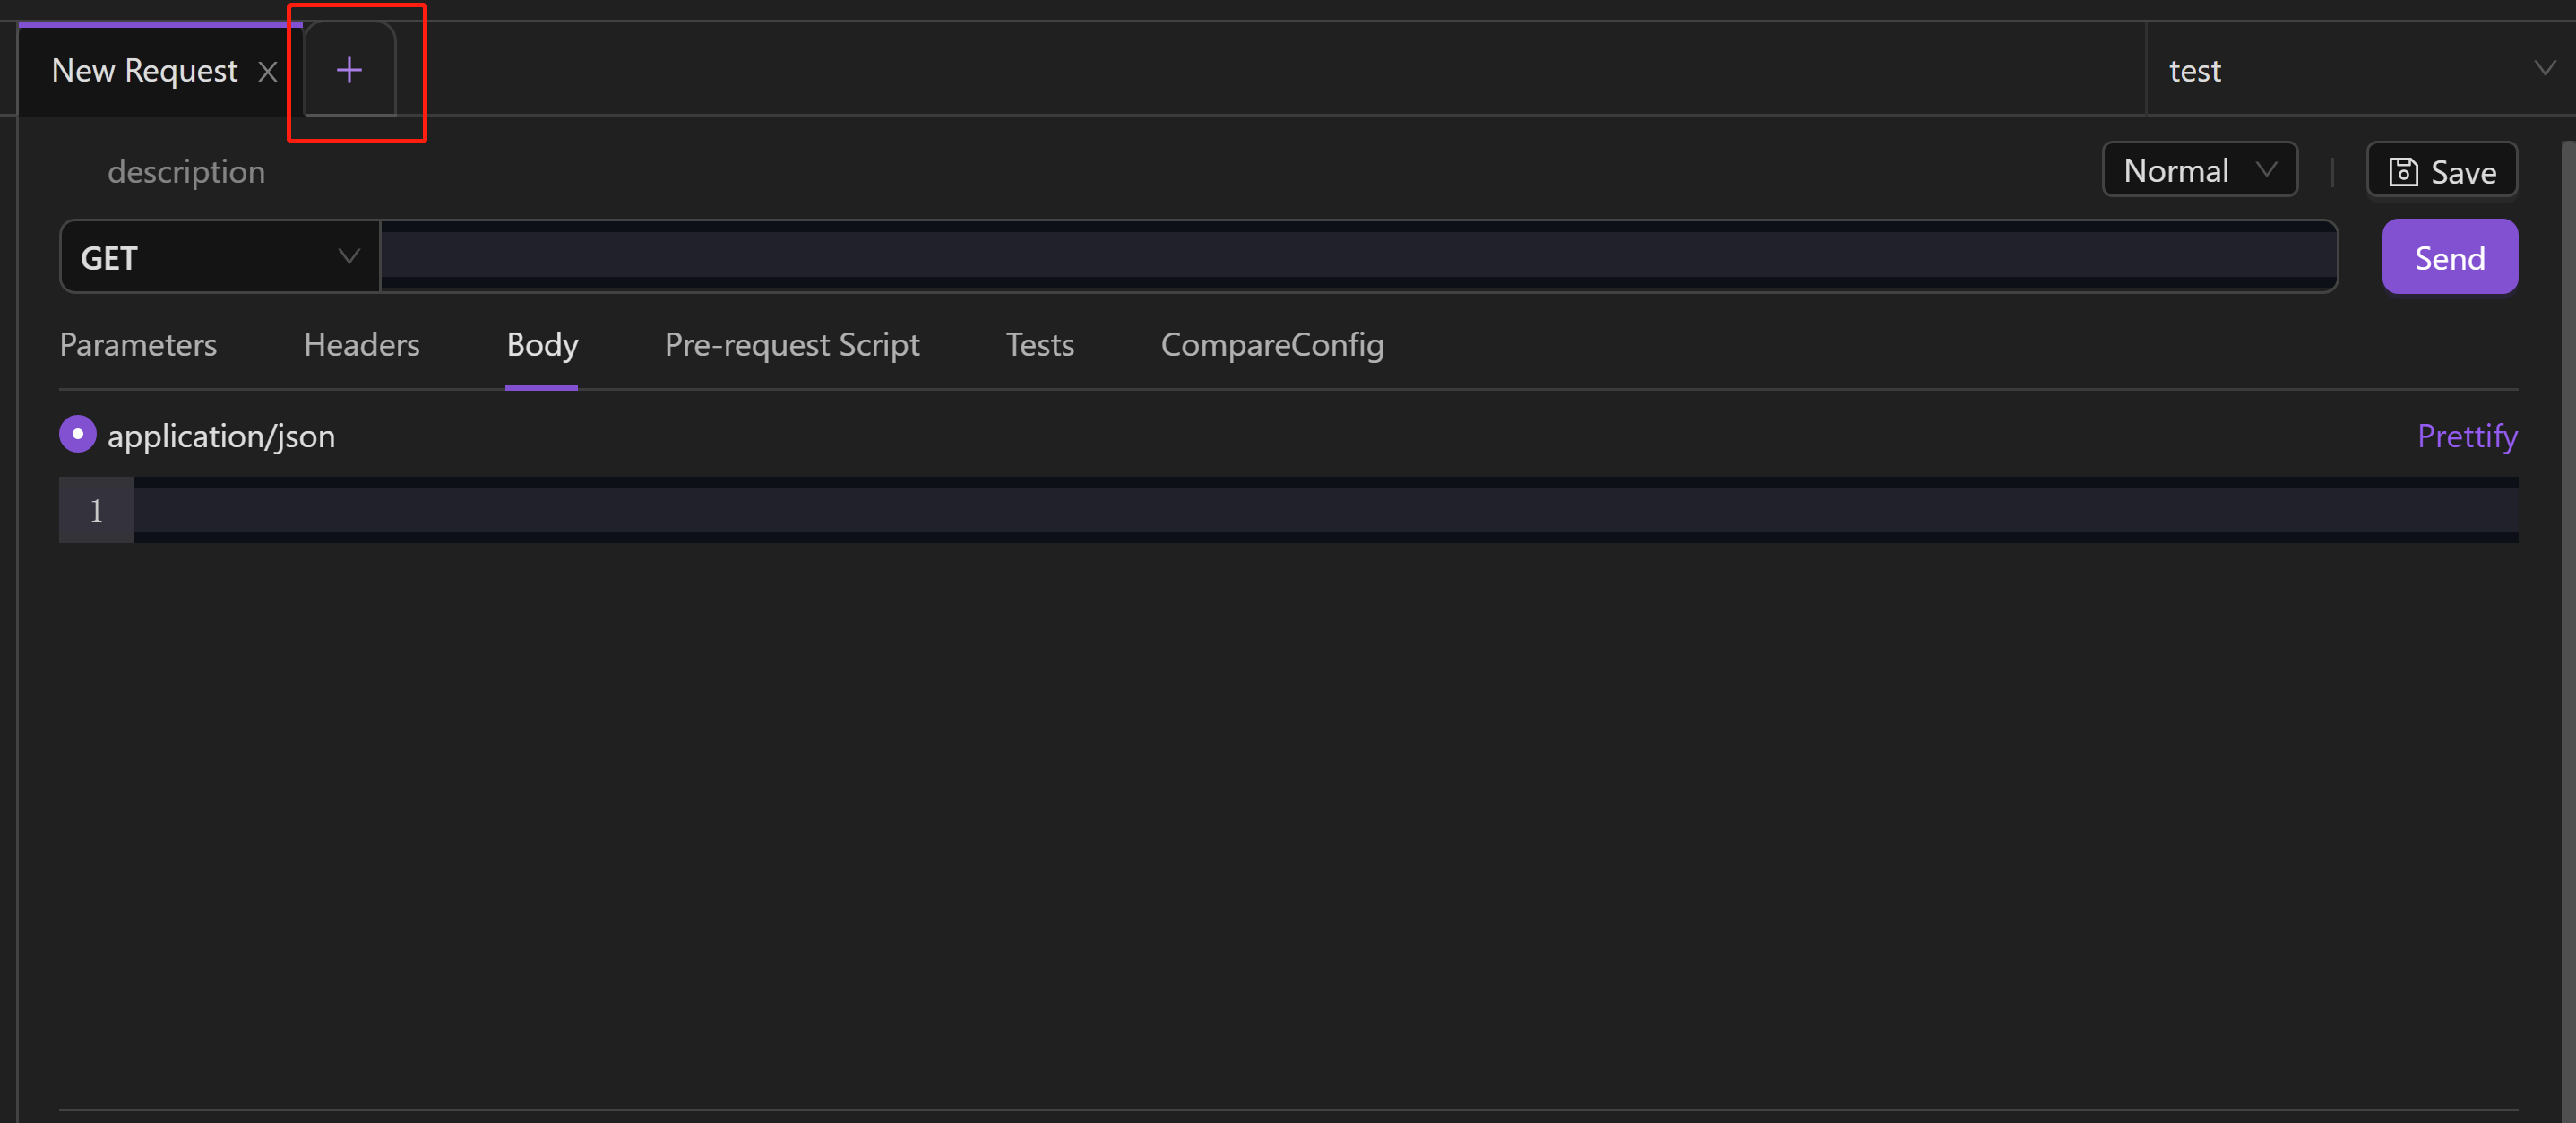 New Request
test
description
Normal
Save
GET
Send
Parameters Headers Body Pre-request Script Tests CompareConfig
application/json
Prettify
1